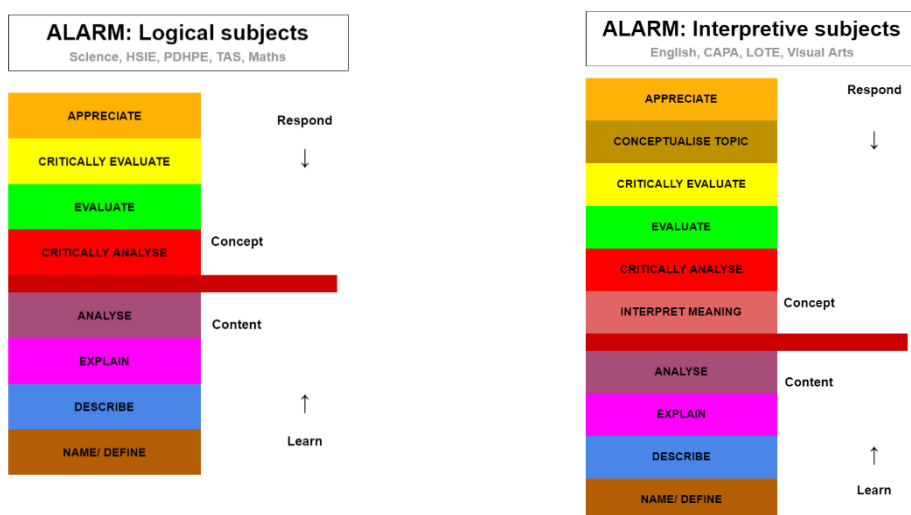 ALARM: Logical subjects
Science, HSIE, PDHPE, TAS, Maths
APPRECIATE
Respond
↓
CRITICALLY EVALUATE
EVALUATE
CRITICALLY ANALYSE
Concept
ANALYSE
Content
EXPLAIN
DESCRIBE
↑
Learn
NAME/ DEFINE
ALARM: Interpretive subjects
English, CAPA, LOTE, Visual Arts
APPRECIATE
Respond
CONCEPTUALISE TOPIC
↓
CRITICALLY EVALUATE
EVALUATE
CRITICALLY ANALYSE
INTERPRET MEANING
Concept
ANALYSE
Content
EXPLAIN
DESCRIBE
↑
Learn
NAME/ DEFINE